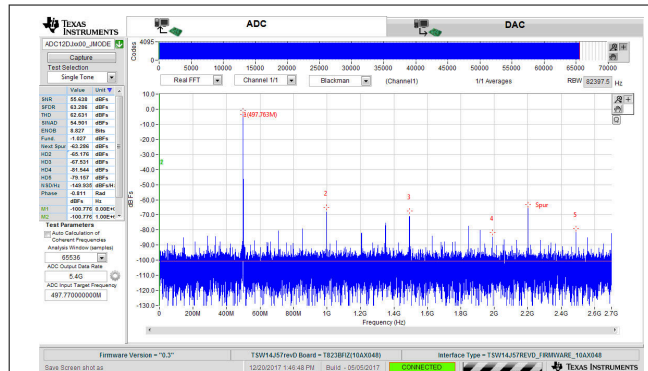 TEXAS INSTRUMENTS
ADC
DAC
ADC12DJxx00_JMODE
Capture
Test Selection
Single Tone
Value Unit
SNR 55.638 dBFs
SFDR 63.286 dBFs
THD 62.631 dBFs
SINAD 54.901 dBFs
ENOB 8.827 Bits
Fund. -1.027 dBFs
Next Spur -63.286 dBFs
HD2 -65.176 dBFs
HD3 -67.531 dBFs
HD4 -81.544 dBFs
HD5 -79.157 dBFs
NSD/Hz -149.935 dBFs/Hz
Phase -0.811 Rad
dBFs Hz
M1 -100.776 0.00E+
M2 -100.776 1.00E+
Test Parameters
Auto Calculation of
Coherent Frequencies
Analysis Window (samples)
65536
ADC Output Data Rate
5.4G
ADC Input Target Frequency
497.770000000M
Codes
4095
0
0 5000 10000 15000 20000 25000 30000 35000 40000 45000 50000 55000 60000 65000 70000
Real FFT
Channel 1/1
Blackman
(Channel1)
1/1 Averages
RBW 82397.5 Hz
dBFs
10.0
0.0
-10.0
-20.0
-30.0
-40.0
-50.0
-60.0
-70.0
-80.0
-90.0
-100.0
-110.0
-120.0
-130.0
(497.763M)
2
3
4
Spur
5
0 200M 400M 600M 800M 1G 1.2G 1.4G 1.6G 1.8G 2G 2.2G 2.4G 2.6G 2.7G
Frequency (Hz)
Firmware Version = "0.3"
TSW14J57revD Board = T823BFIZ(10AX048)
Interface Type = TSW14J57REVD_FIRMWARE_10AX048
Save Screen shot as
12/20/2017 1:46:48 PM
Build - 05/05/2017
CONNECTED
TEXAS INSTRUMENTS